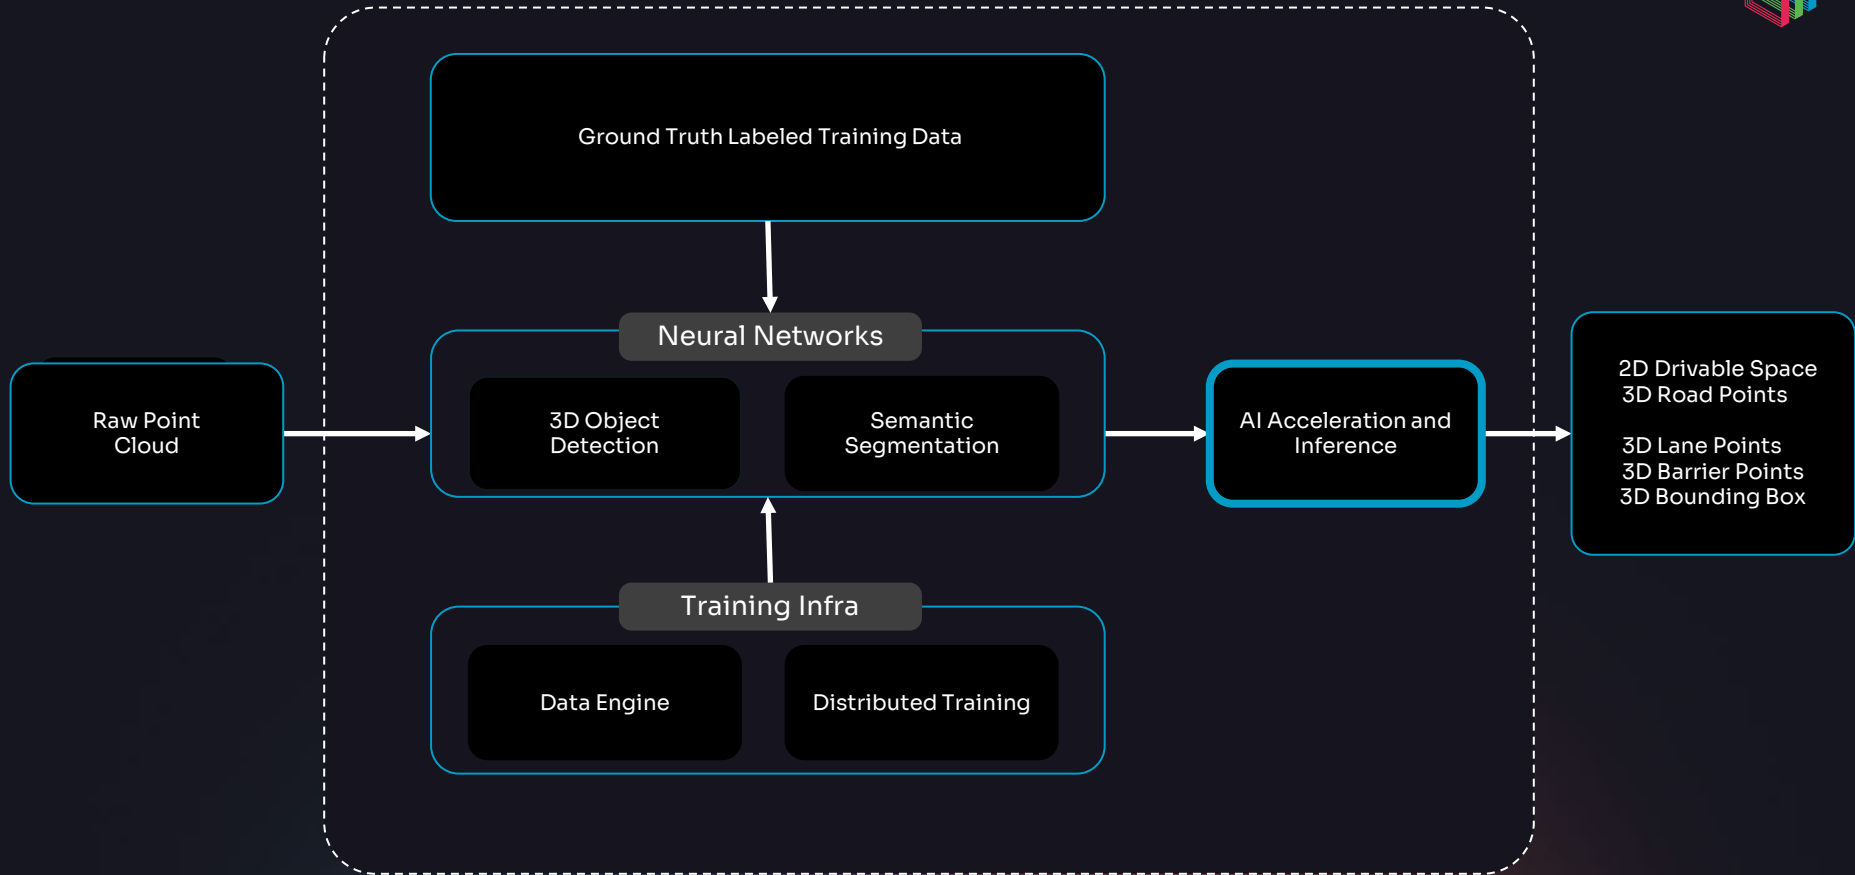 Ground Truth Labeled Training Data
Neural Networks
Raw Point
Cloud
3D Object
Detection
Semantic
Segmentation
AI Acceleration and
Inference
2D Drivable Space
3D Road Points
3D Lane Points
3D Barrier Points
3D Bounding Box
Training Infra
Data Engine
Distributed Training